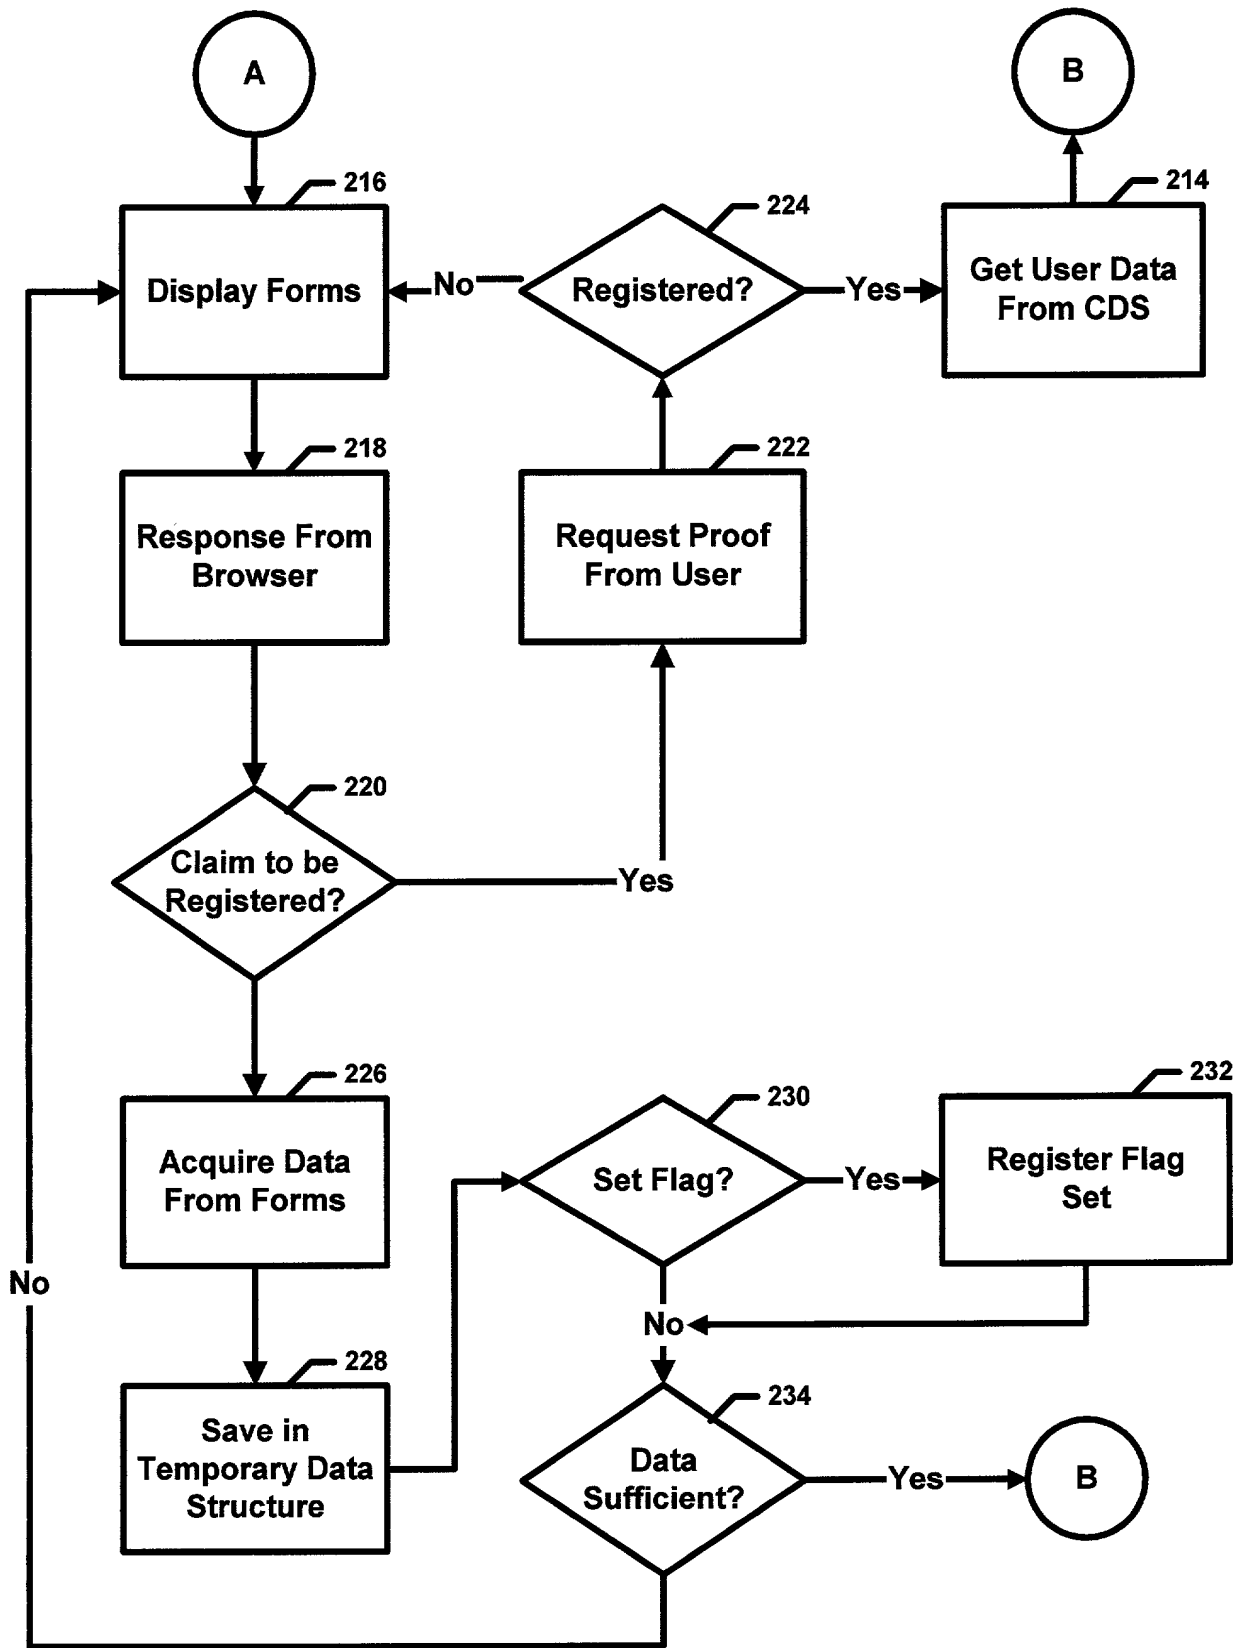 A
B
216
Display Forms
No
224
Registered?
Yes
214
Get User Data
From CDS
218
Response From
Browser
222
Request Proof
From User
220
Claim to be
Registered?
Yes
226
Acquire Data
From Forms
230
Set Flag?
Yes
232
Register Flag
Set
No
No
228
Save in
Temporary Data
Structure
234
Data
Sufficient?
Yes
B